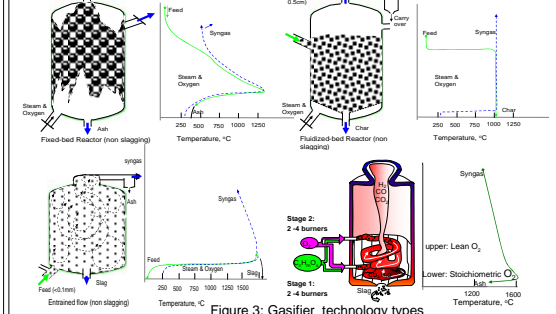 0.5cm)
Feed
Syngas
Steam &
Oxygen
Ash
Steam &
Oxygen
Ash
250 500 750 1000 1250
Fixed-bed Reactor (non slagging)
Temperature, °C
Carry
over
Steam &
Oxygen
Char
Fluidized-bed Reactor (non
slagging)
Feed
Syngas
Steam &
Oxygen
Char
250 500 750 1000 1250
Temperature, °C
syngas
Ash
Slag
Feed (<0.1mm)
Entrained flow (non slagging)
Syngas
Feed
Steam & Oxygen
Slag
250 500 750 1000 1250 1500
Temperature, °C
H2
CO
CO2
Stage 2:
2 -4 burners
Stage 1:
2 -4 burners
Slag
Syngas
upper: Lean O2
Lower: Stoichiometric O2
Ash
1200 1600
Temperature, °C
Figure 3: Gasifier technology types